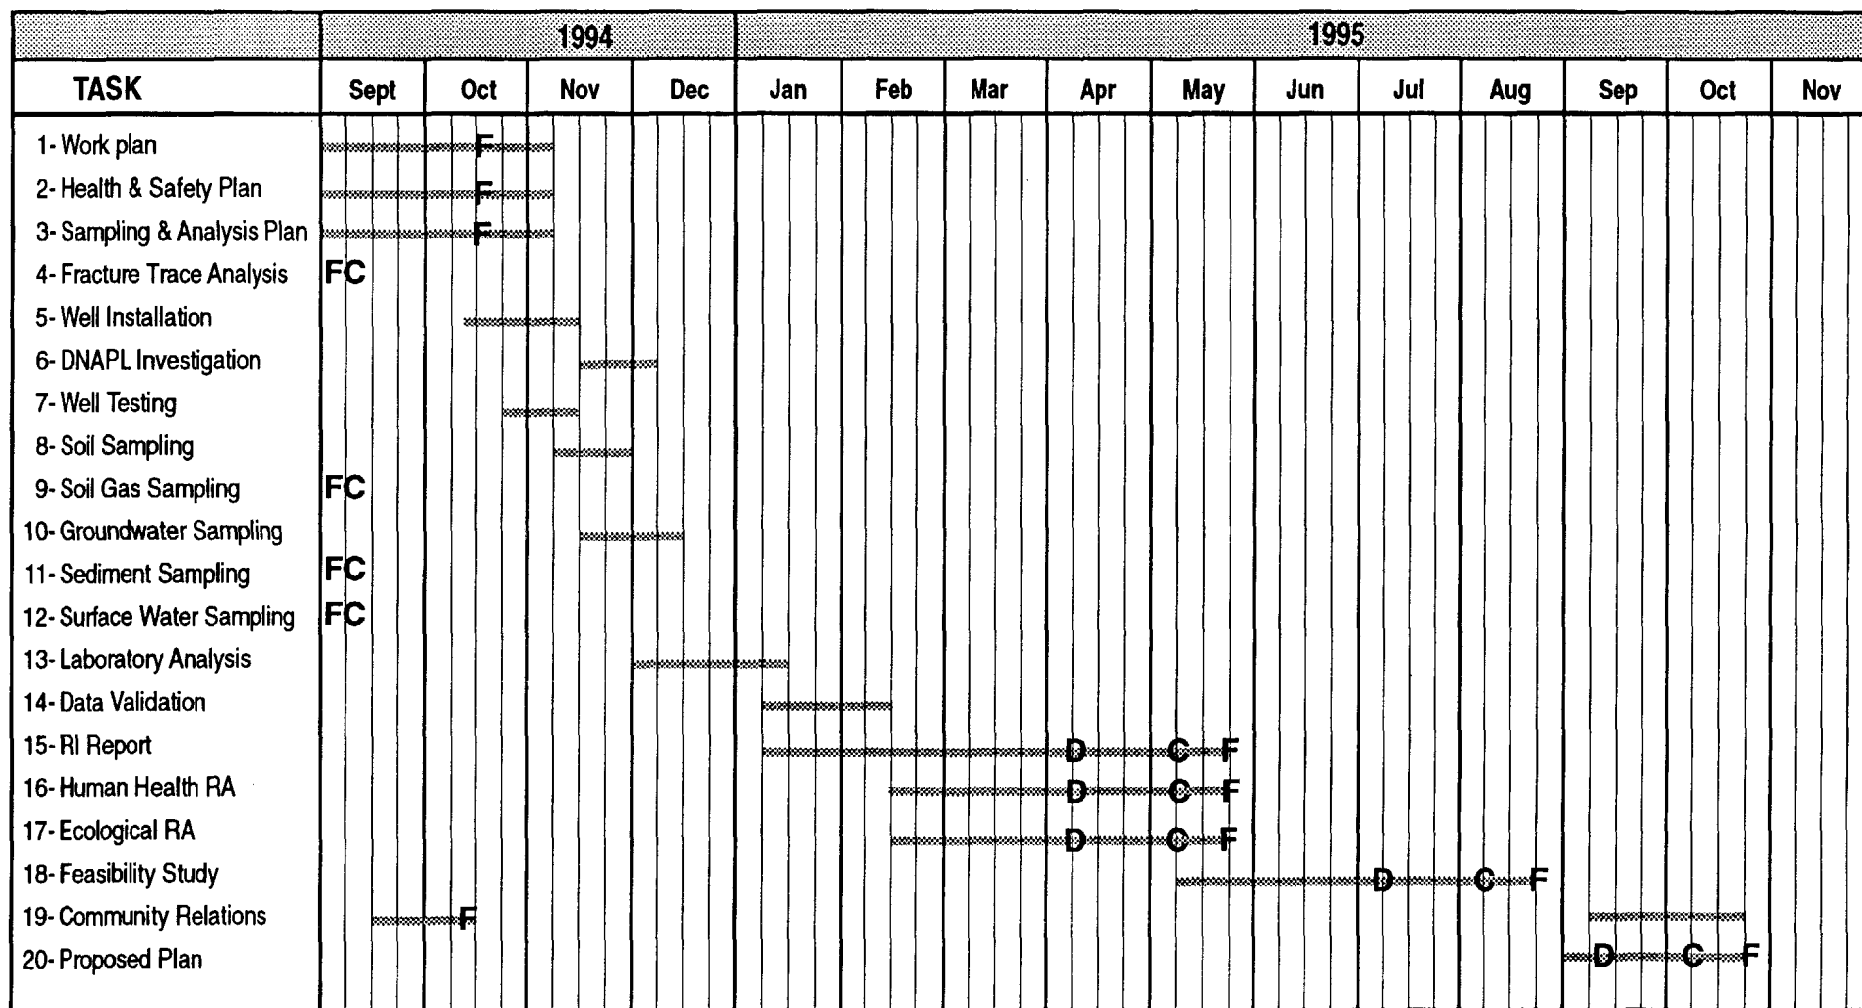 1994 1995
TASK Sept Oct Nov Dec Jan Feb Mar Apr May Jun Jul Aug Sep Oct Nov
1- Work plan F
2- Health & Safety Plan F
3- Sampling & Analysis Plan F
4- Fracture Trace Analysis FC
5- Well Installation
6- DNAPL Investigation
7- Well Testing
8- Soil Sampling
9- Soil Gas Sampling FC
10- Groundwater Sampling
11- Sediment Sampling FC
12- Surface Water Sampling FC
13- Laboratory Analysis
14- Data Validation
15- RI Report D C F
16- Human Health RA D C F
17- Ecological RA D C F
18- Feasibility Study D C F
19- Community Relations F
20- Proposed Plan D C F